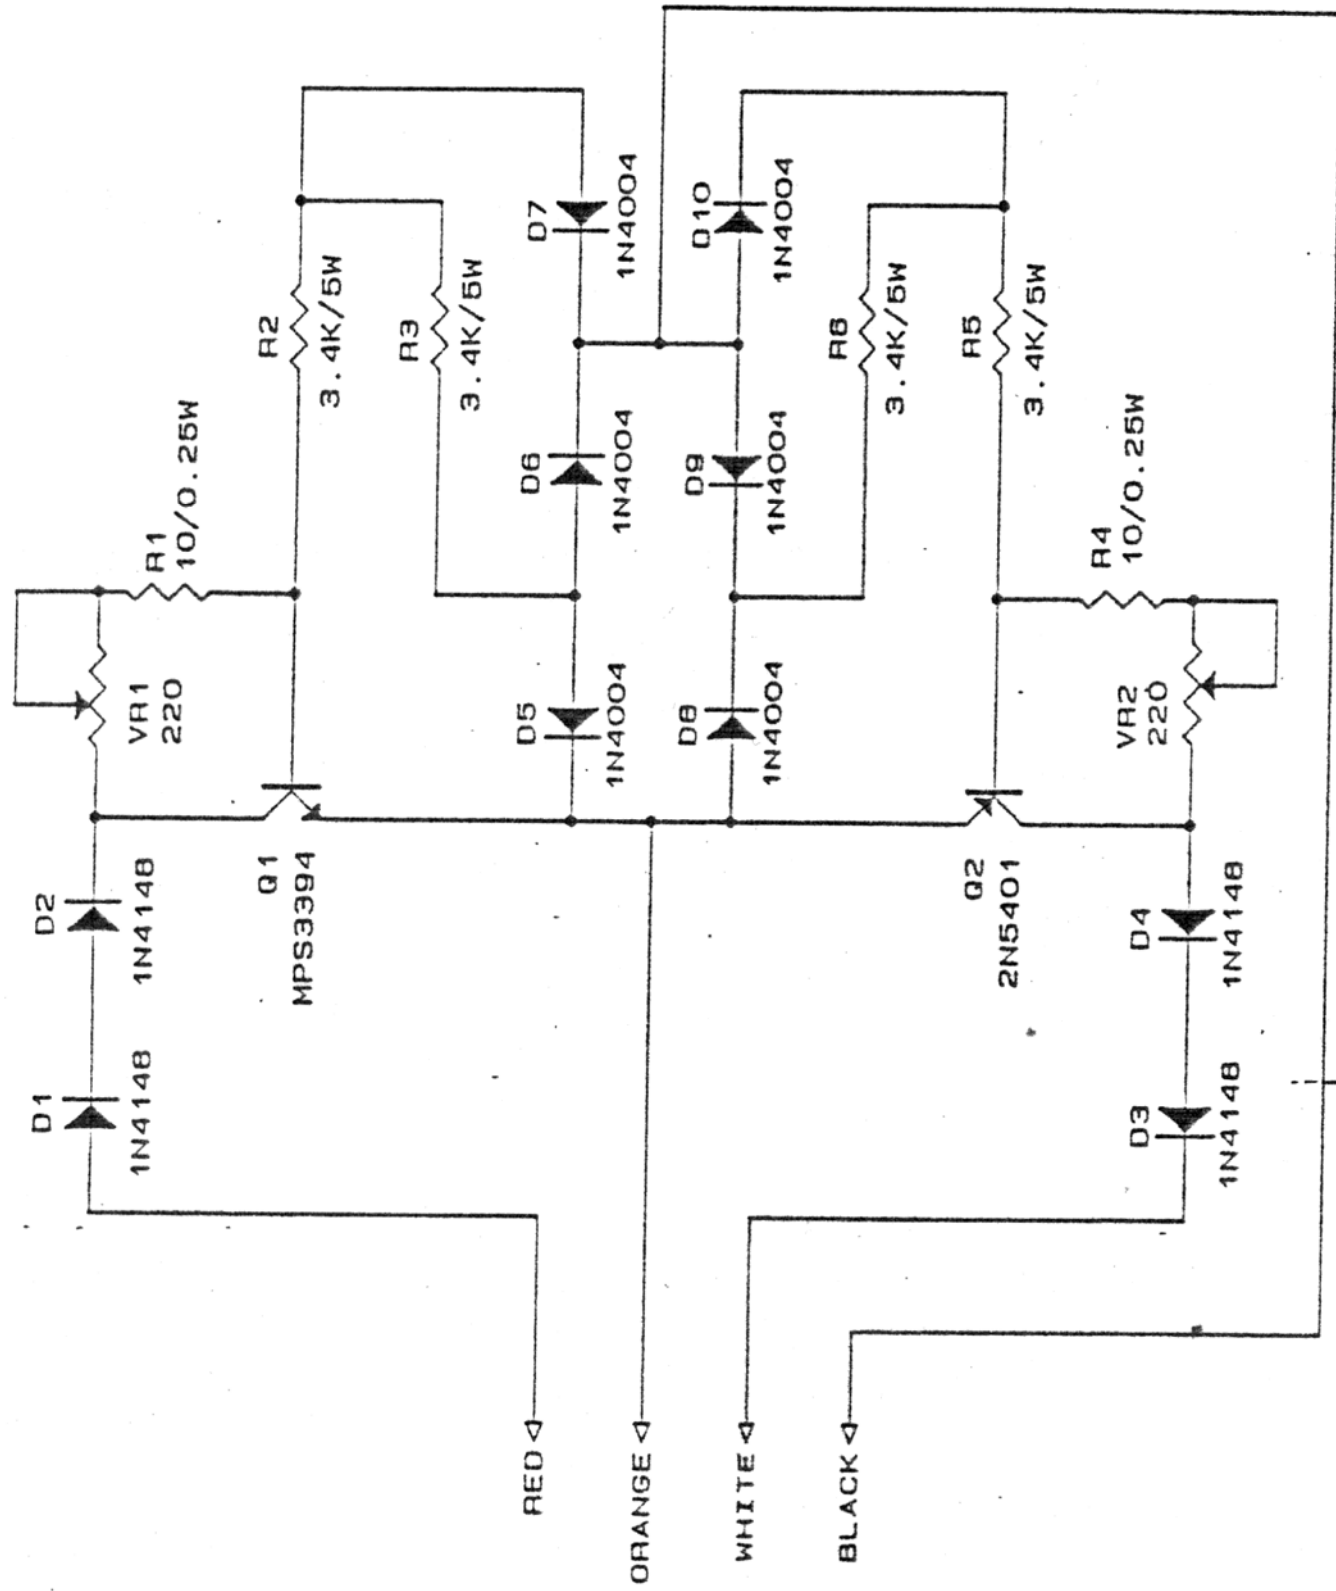 D1
1N4148
D2
1N4148
VR1
220
R1
10/0.25W
Q1
MPS3394
R2
3.4K/5W
R3
3.4K/5W
RED
D5
1N4004
D6
1N4004
D7
1N4004
ORANGE
D8
1N4004
D9
1N4004
D10
1N4004
WHITE
BLACK
R6
3.4K/5W
Q2
2N5401
R5
3.4K/5W
R4
10/0.25W
VR2
220
D3
1N4148
D4
1N4148